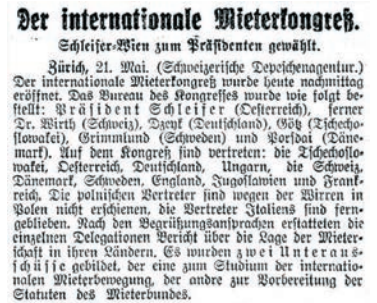 Der internationale Mieterkongreß.
Schleifer-Wien zum Präsidenten gewählt.
Zürich, 21. Mai. (Schweizerische Depeschenagentur.)
Der internationale Mieterkongreß wurde heute nachmittag
eröffnet. Das Bureau des Kongresses wurde wie folgt be-
stellt: Präsident Schleifer (Oesterreich), ferner
Dr. Wirth (Schweiz), Dzeyk (Deutschland), Götz (Tschecho-
slowakei), Grimmlund (Schweden) und Porsdai (Däne-
mark). Auf dem Kongreß sind vertreten: die Tschechoslo-
wakei, Oesterreich, Deutschland, Ungarn, die Schweiz,
Dänemark, Schweden, England, Jugoslawien und Frank-
reich. Die polnischen Vertreter sind wegen der Wirren in
Polen nicht erschienen, die Vertreter Italiens sind fern-
geblieben. Nach den Begrüßungsansprachen erstatteten die
einzelnen Delegationen Bericht über die Lage der Mieter-
schaft in ihren Ländern. Es wurden zwei Unteraus-
schüsse gebildet, der eine zum Studium der internatio-
nalen Mieterbewegung, der andre zur Vorbereitung der
Statuten des Mieterbundes.